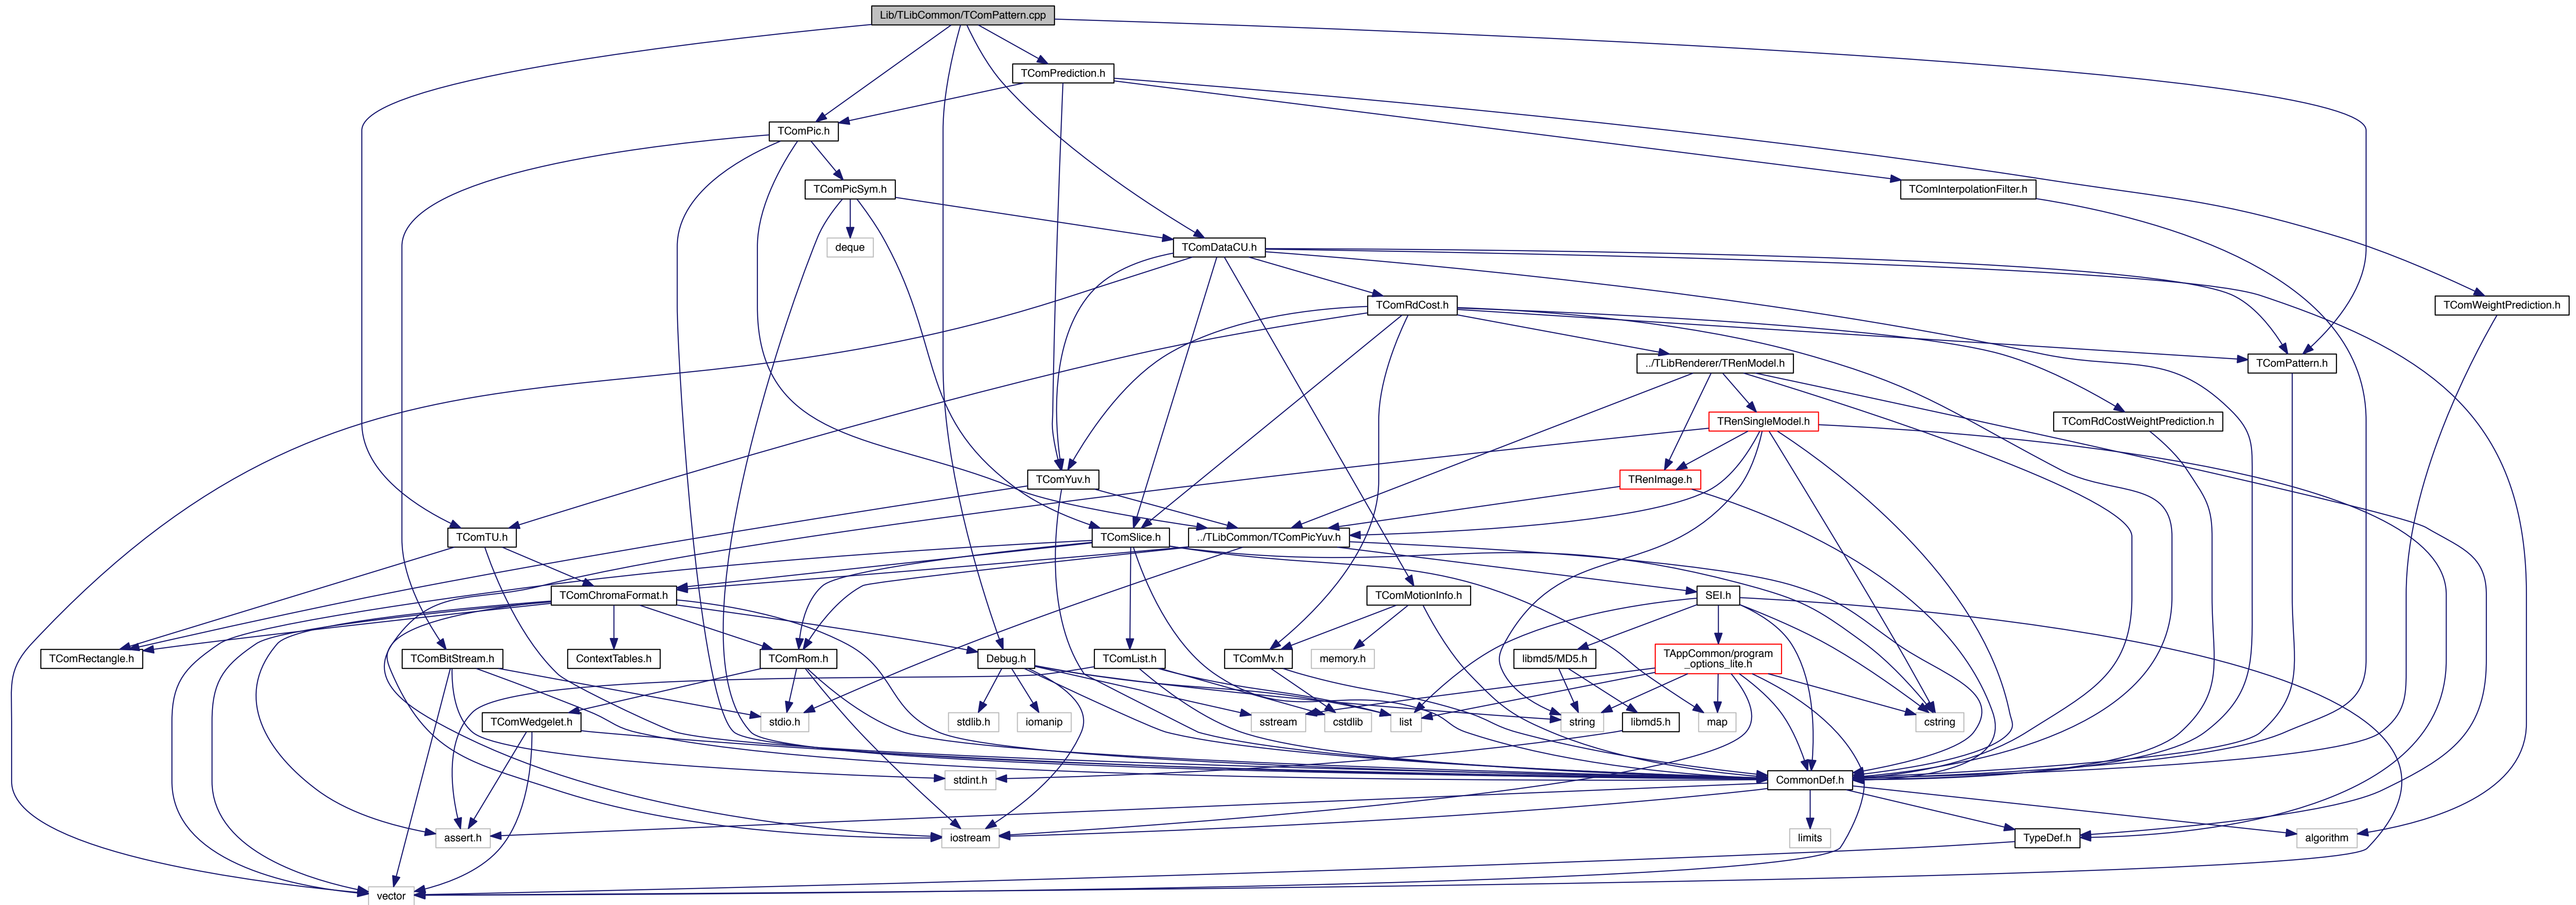 Lib/TLibCommon/TComPattern.cpp
TComPrediction.h
TComPic.h
TComPicSym.h
TComInterpolationFilter.h
deque
TComDataCU.h
TComRdCost.h
TComWeightPrediction.h
../TLibRenderer/TRenModel.h
TComPattern.h
TRenSingleModel.h
TComRdCostWeightPrediction.h
TComYuv.h
TRenImage.h
TComTU.h
TComSlice.h
../TLibCommon/TComPicYuv.h
TComChromaFormat.h
TComMotionInfo.h
SEI.h
TComRectangle.h
TComBitStream.h
ContextTables.h
TComRom.h
Debug.h
TComList.h
TComMv.h
memory.h
libmd5/MD5.h
TAppCommon/program
_options_lite.h
TComWedgelet.h
stdio.h
stdlib.h
iomanip
sstream
cstdlib
list
string
libmd5.h
map
cstring
stdint.h
CommonDef.h
assert.h
iostream
limits
TypeDef.h
algorithm
vector